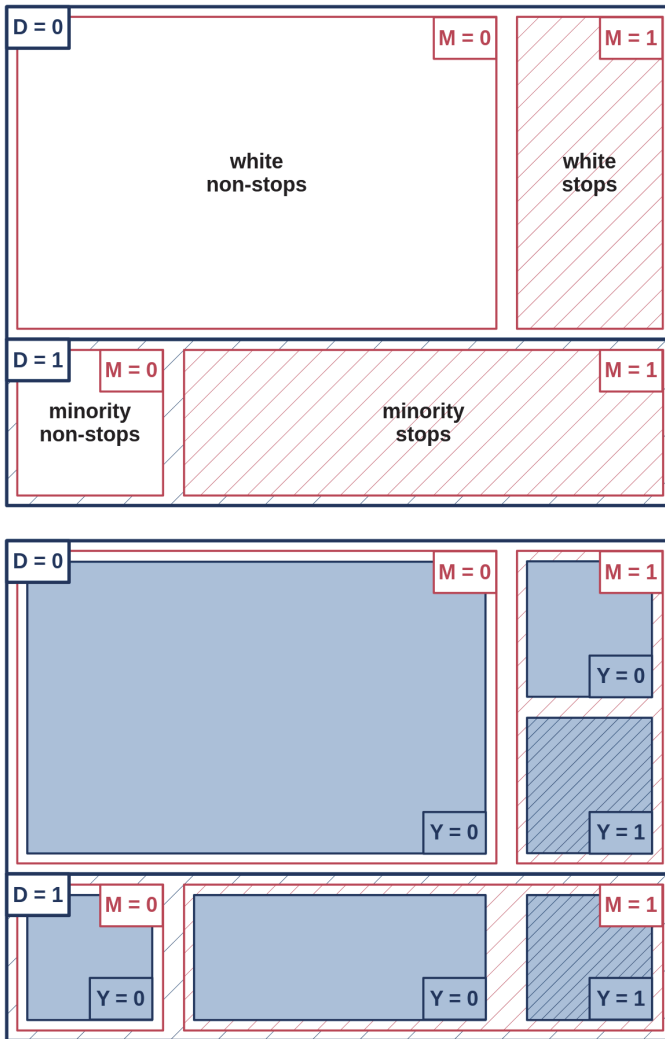 D = 0
M = 0
M = 1
white
non-stops
white
stops
D = 1
M = 0
M = 1
minority
non-stops
minority
stops
D = 0
M = 0
M = 1
Y = 0
Y = 0
Y = 1
D = 1
M = 0
M = 1
Y = 0
Y = 0
Y = 1